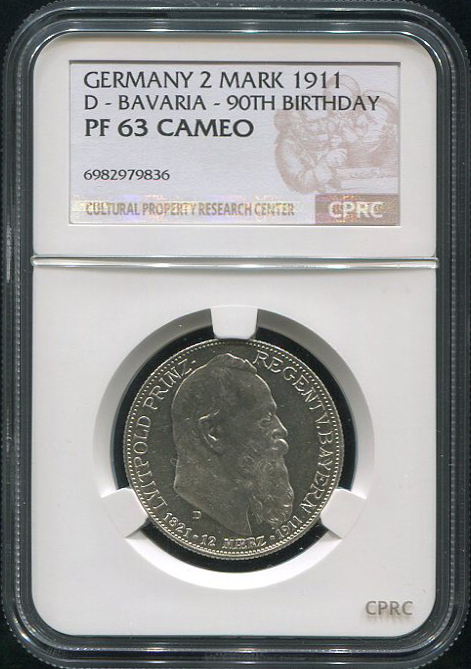 GERMANY 2 MARK 1911
D - BAVARIA - 90TH BIRTHDAY
PF 63 CAMEO
6982979836
CULTURAL PROPERTY RESEARCH CENTER CPRC
LUITPOLD PRINZ-REGENT V. BAYERN
D
1821 • 12 MÆRZ • 1911
CPRC